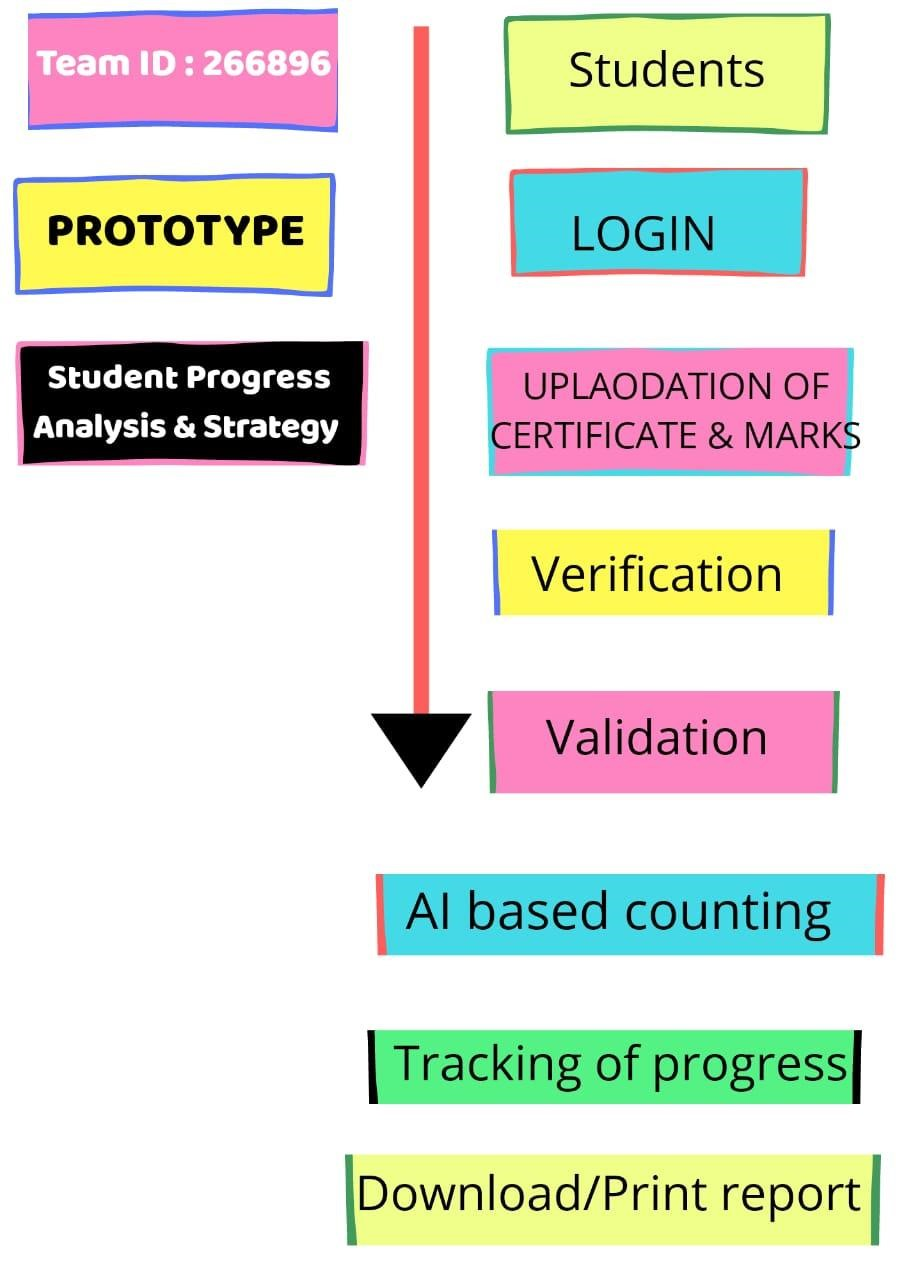 Team ID : 266896
PROTOTYPE
Student Progress
Analysis & Strategy
Students
LOGIN
UPLAODATION OF
CERTIFICATE & MARKS
Verification
Validation
AI based counting
Tracking of progress
Download/Print report